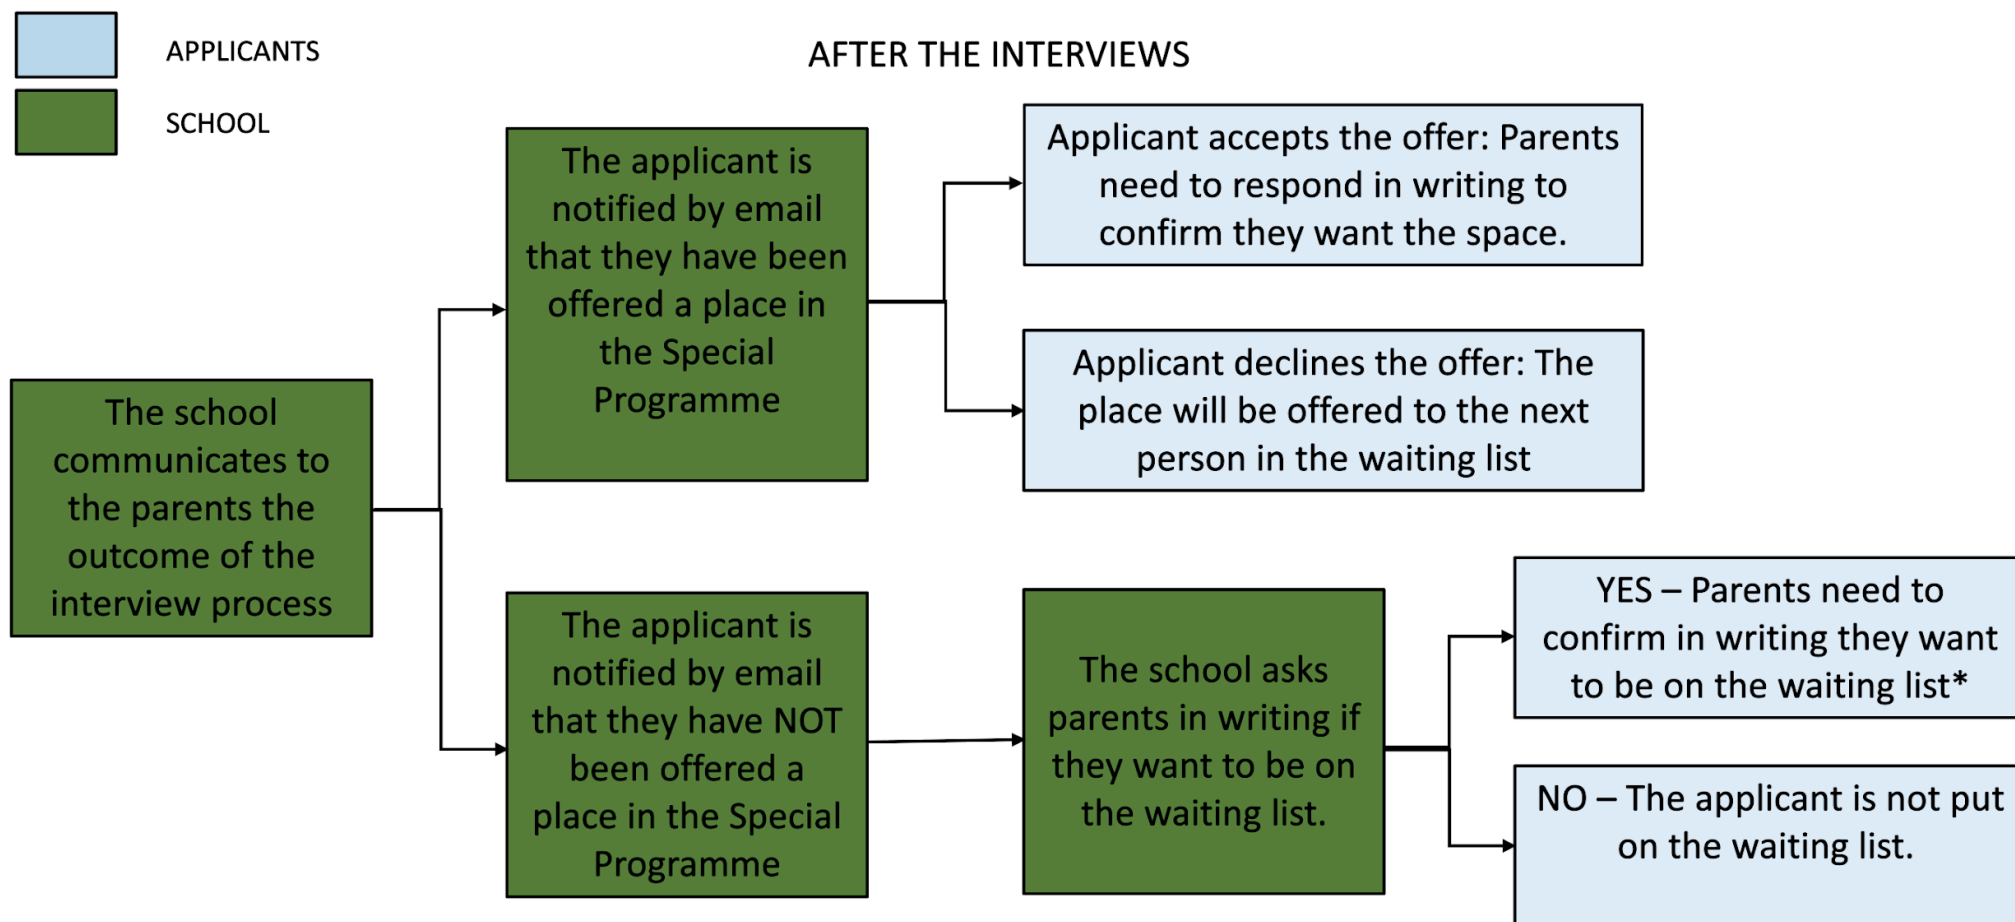 APPLICANTS
AFTER THE INTERVIEWS
SCHOOL
The school
communicates to
the parents the
outcome of the
interview process
The applicant is
notified by email
that they have been
offered a place in
the Special
Programme
Applicant accepts the offer: Parents
need to respond in writing to
confirm they want the space.
Applicant declines the offer: The
place will be offered to the next
person in the waiting list
The applicant is
notified by email
that they have NOT
been offered a
place in the Special
Programme
The school asks
parents in writing if
they want to be on
the waiting list.
YES – Parents need to
confirm in writing they want
to be on the waiting list*
NO – The applicant is not put
on the waiting list.